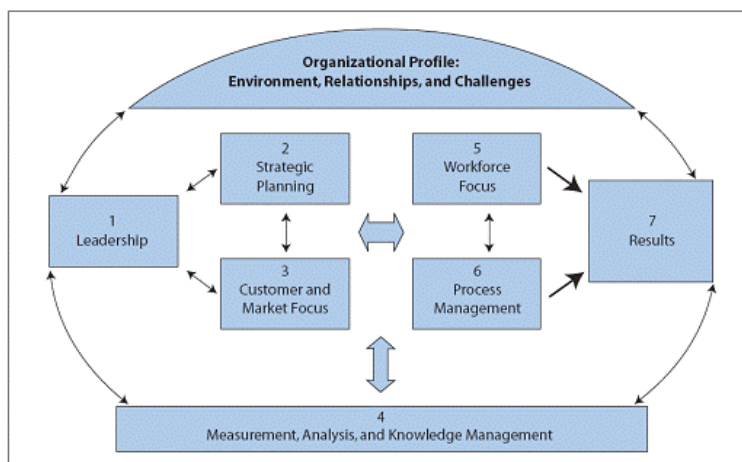 Organizational Profile:
Environment, Relationships, and Challenges
1
Leadership
2
Strategic
Planning
3
Customer and
Market Focus
5
Workforce
Focus
6
Process
Management
7
Results
4
Measurement, Analysis, and Knowledge Management